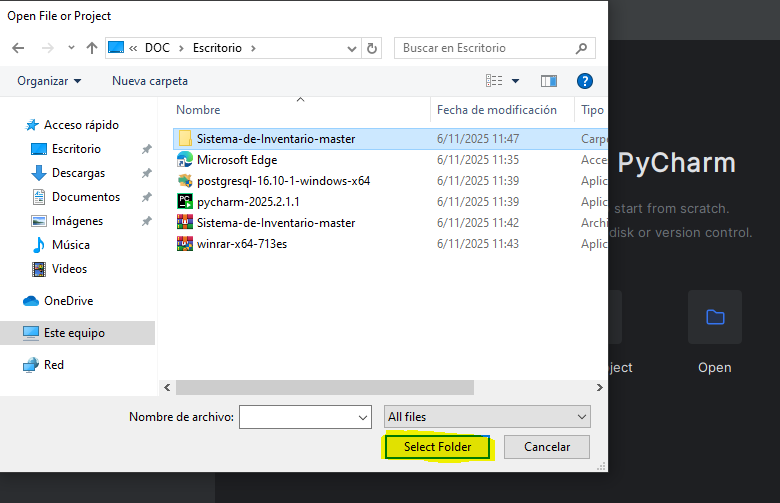 Open File or Project
« DOC > Escritorio >
Buscar en Escritorio
Organizar
Nueva carpeta
Nombre
Fecha de modificación
Tipo
Acceso rápido
Escritorio
Descargas
Documentos
Imágenes
Música
Videos
OneDrive
Este equipo
Red
Sistema-de-Inventario-master 6/11/2025 11:47 Carpe
Microsoft Edge 6/11/2025 11:35 Acce
postgresql-16.10-1-windows-x64 6/11/2025 11:39 Aplic
pycharm-2025.2.1.1 6/11/2025 11:39 Aplic
Sistema-de-Inventario-master 6/11/2025 11:42 Archi
winrar-x64-713es 6/11/2025 11:43 Aplic
Nombre de archivo:
All files
Select Folder
Cancelar
PyCharm
start from scratch.
disk or version control.
ject
Open